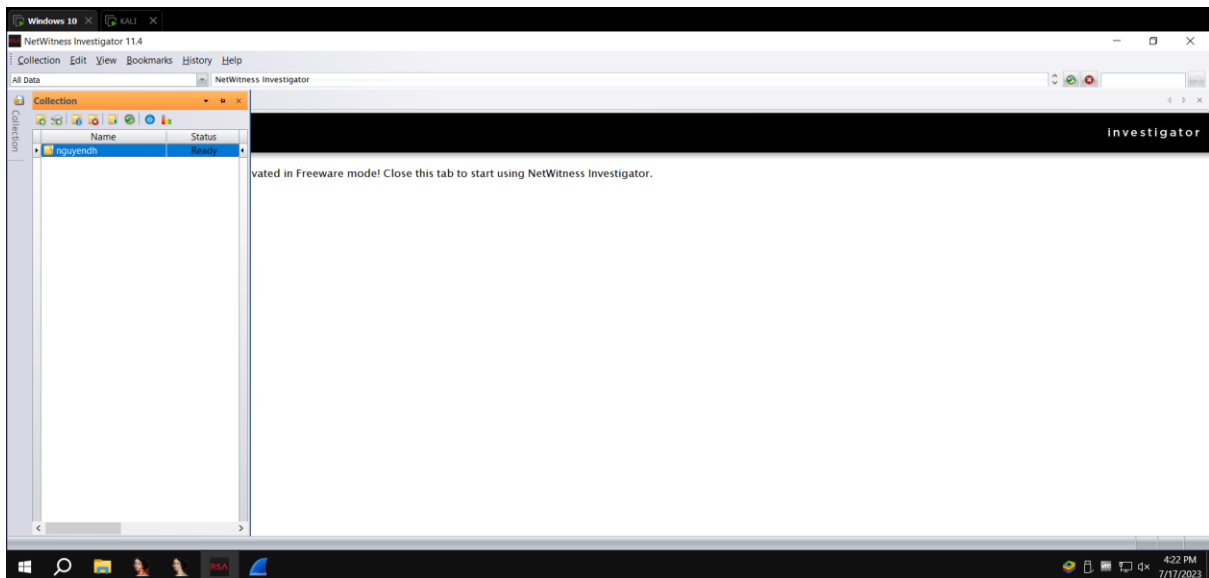 Windows 10
KALI
NetWitness Investigator 11.4
Collection Edit View Bookmarks History Help
All Data
NetWitness Investigator
Collection
Collection
Name Status
nguyendh Ready
investigator
vated in Freeware mode! Close this tab to start using NetWitness Investigator.
RSA
4:22 PM
7/17/2023